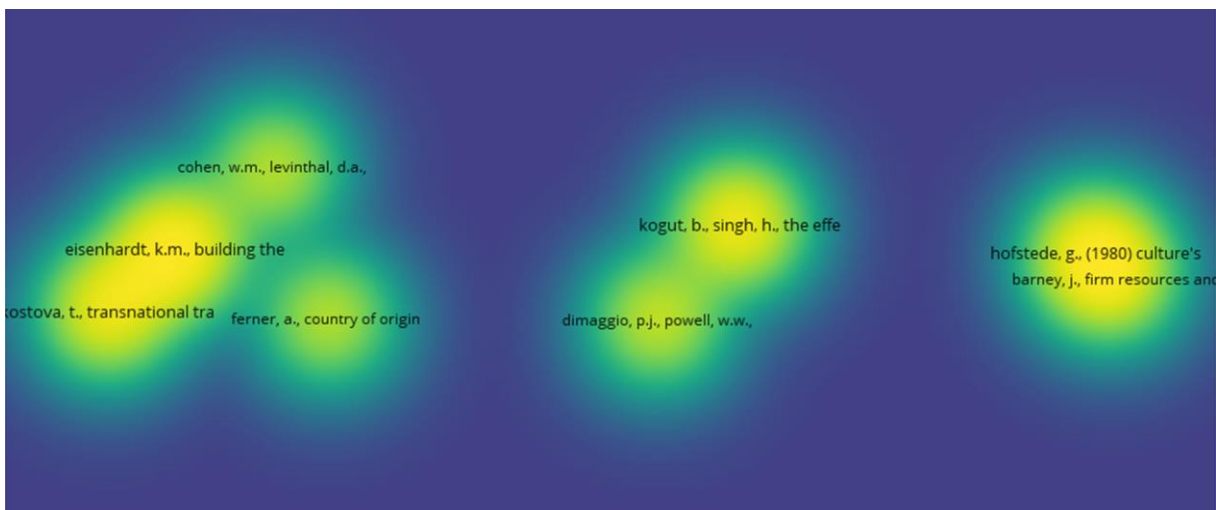 cohen, w.m., levinthal, d.a.,
eisenhardt, k.m., building the
kostova, t., transnational tra
ferner, a., country of origin
kogut, b., singh, h., the effe
dimaggio, p.j., powell, w.w.,
hofstede, g., (1980) culture's
barney, j., firm resources and